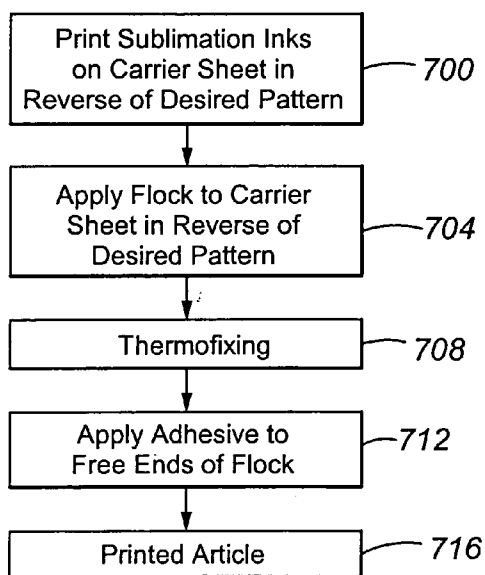 Print Sublimation Inks
on Carrier Sheet in
Reverse of Desired Pattern
700
Apply Flock to Carrier
Sheet in Reverse of
Desired Pattern
704
Thermofixing
708
Apply Adhesive to
Free Ends of Flock
712
Printed Article
716